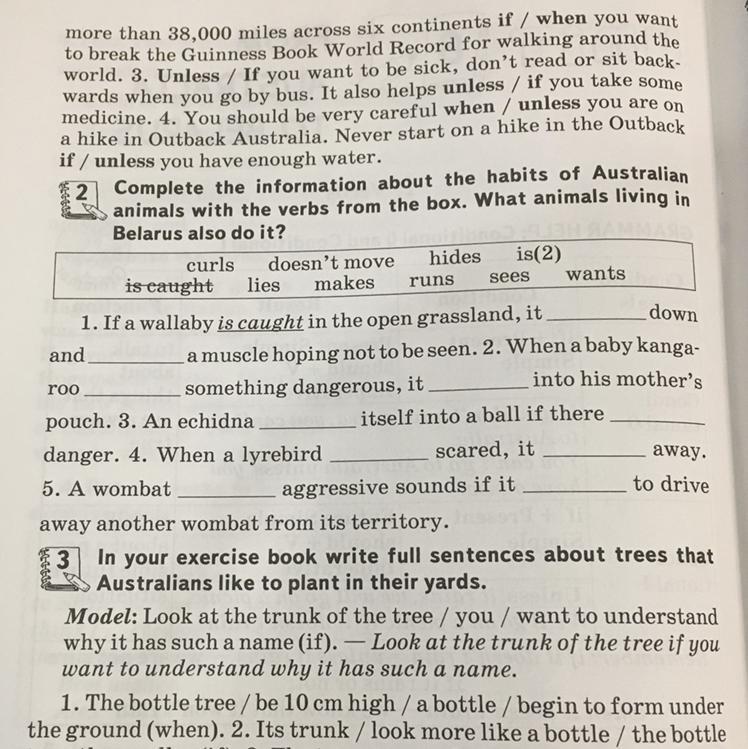 more than 38,000 miles across six continents if / when you want
to break the Guinness Book World Record for walking around the
world. 3. Unless / If you want to be sick, don't read or sit back-
wards when you go by bus. It also helps unless / if you take some
medicine. 4. You should be very careful when / unless you are on
a hike in Outback Australia. Never start on a hike in the Outback
if / unless you have enough water.
2 Complete the information about the habits of Australian
animals with the verbs from the box. What animals living in
Belarus also do it?
curls doesn't move hides is(2)
is caught lies makes runs sees wants
1. If a wallaby is caught in the open grassland, it ________ down
and ________ a muscle hoping not to be seen. 2. When a baby kanga-
roo ________ something dangerous, it ________ into his mother's
pouch. 3. An echidna ________ itself into a ball if there ________
danger. 4. When a lyrebird ________ scared, it ________ away.
5. A wombat ________ aggressive sounds if it ________ to drive
away another wombat from its territory.
3 In your exercise book write full sentences about trees that
Australians like to plant in their yards.
Model: Look at the trunk of the tree / you / want to understand
why it has such a name (if). — Look at the trunk of the tree if you
want to understand why it has such a name.
1. The bottle tree / be 10 cm high / a bottle / begin to form under
the ground (when). 2. Its trunk / look more like a bottle / the bottle